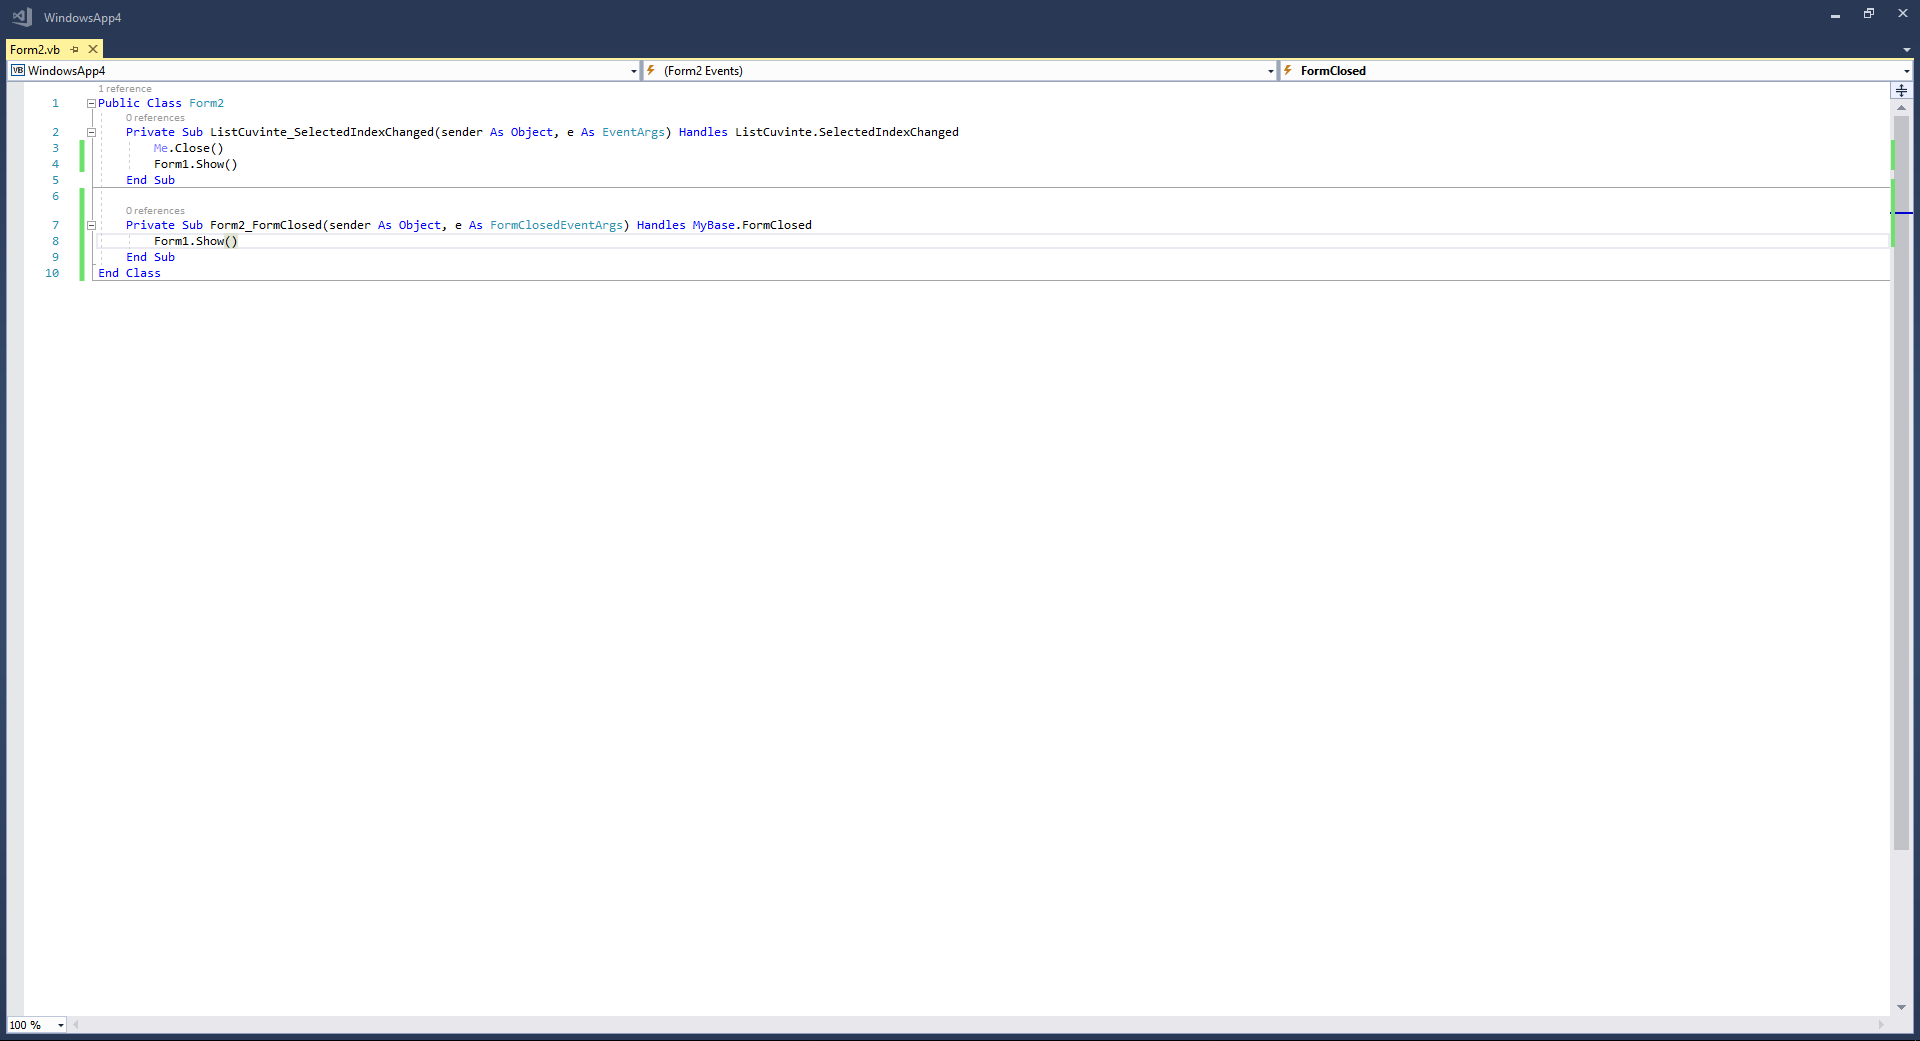 WindowsApp4
Form2.vb
WindowsApp4 (Form2 Events) FormClosed
1 reference
1 Public Class Form2
0 references
2 Private Sub ListCuvinte_SelectedIndexChanged(sender As Object, e As EventArgs) Handles ListCuvinte.SelectedIndexChanged
3 Me.Close()
4 Form1.Show()
5 End Sub
6
0 references
7 Private Sub Form2_FormClosed(sender As Object, e As FormClosedEventArgs) Handles MyBase.FormClosed
8 Form1.Show()
9 End Sub
10 End Class
100 %